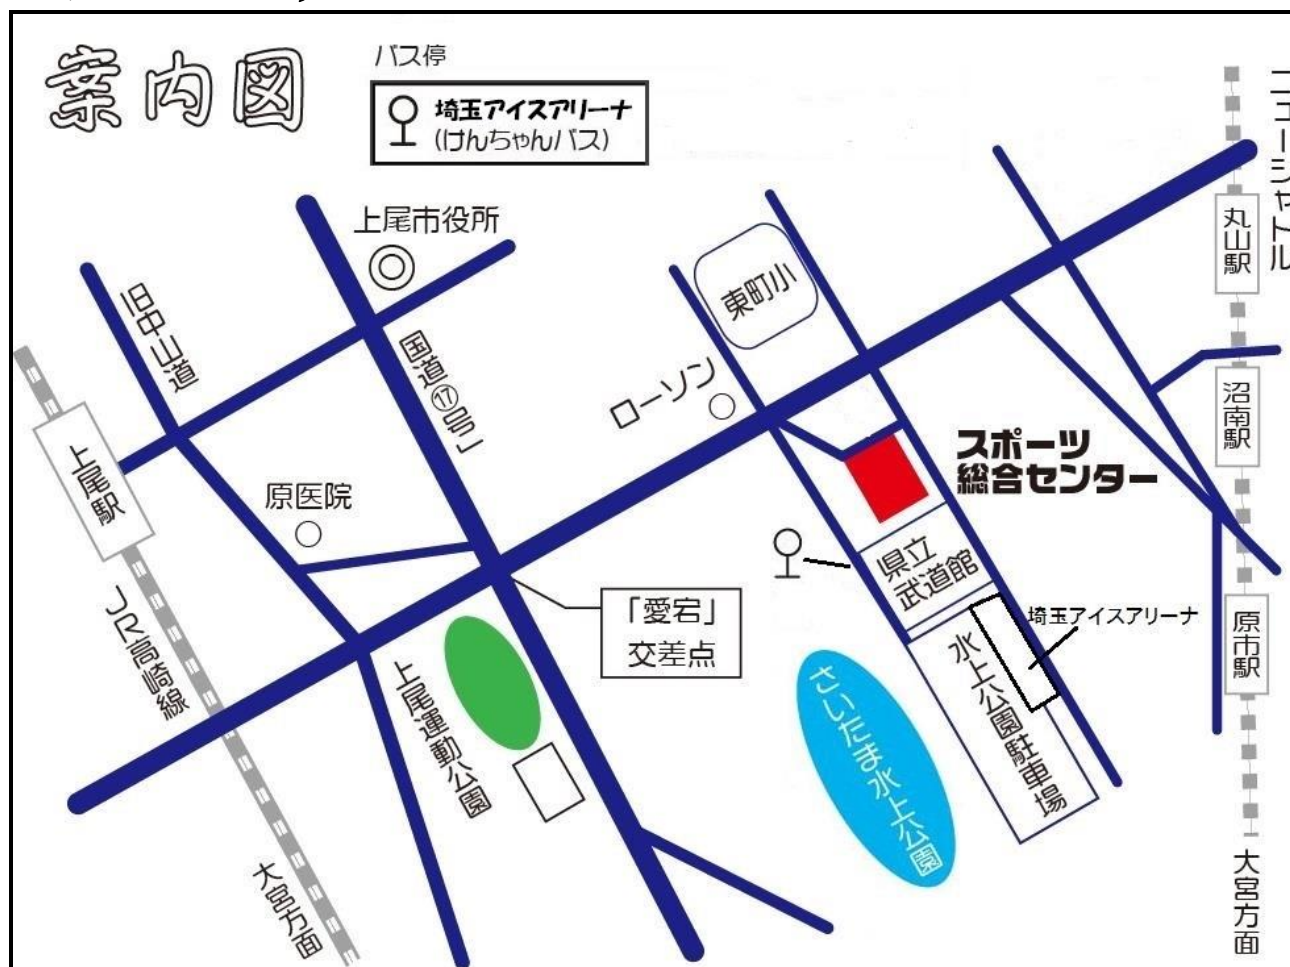 案内図
バス停
埼玉アイスアリーナ
(けんちゃんバス)
ニューシャトル
上尾市役所
丸山駅
東町小
旧中山道
国道⑰号」
ローソン
沼南駅
上尾駅
スポーツ
総合センター
原医院
県立
武道館
「愛宕」
交差点
埼玉アイスアリーナ
原市駅
JR高崎線
上尾運動公園
さいたま水上公園
水上公園駐車場
大宮方面
大宮方面